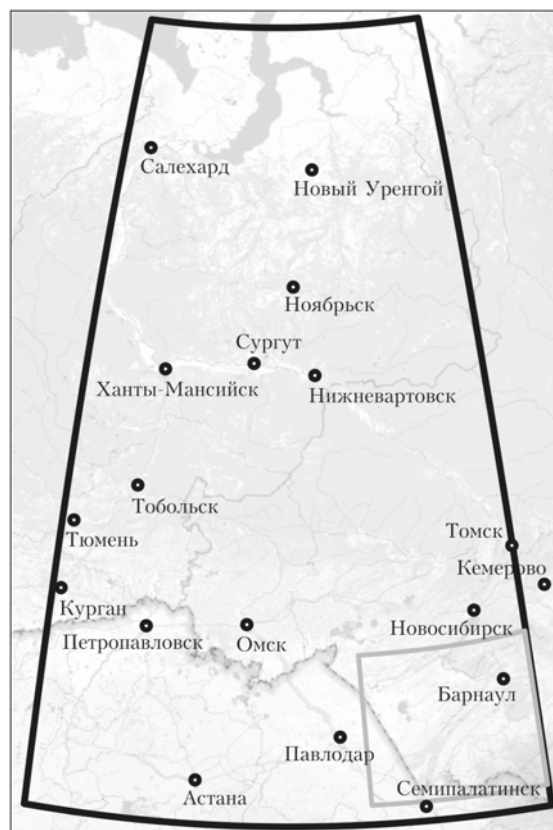 Салехард
Новый Уренгой
Ноябрьск
Сургут
Ханты-Мансийск
Нижневартовск
Тобольск
Тюмень
Томск
Кемерово
Курган
Новосибирск
Петропавловск
Омск
Барнаул
Павлодар
Астана
Семипалатинск